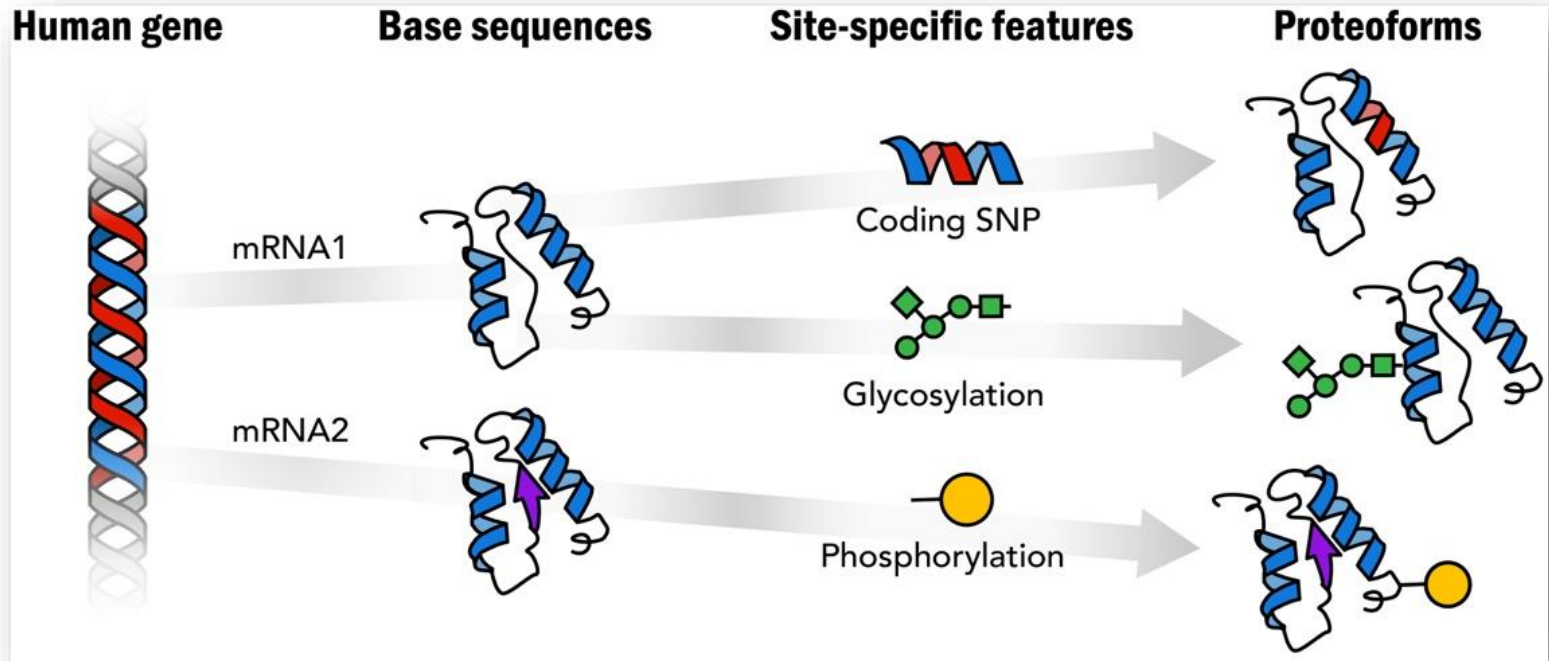 Human gene
Base sequences
Site-specific features
Proteoforms
mRNA1
Coding SNP
Glycosylation
mRNA2
Phosphorylation